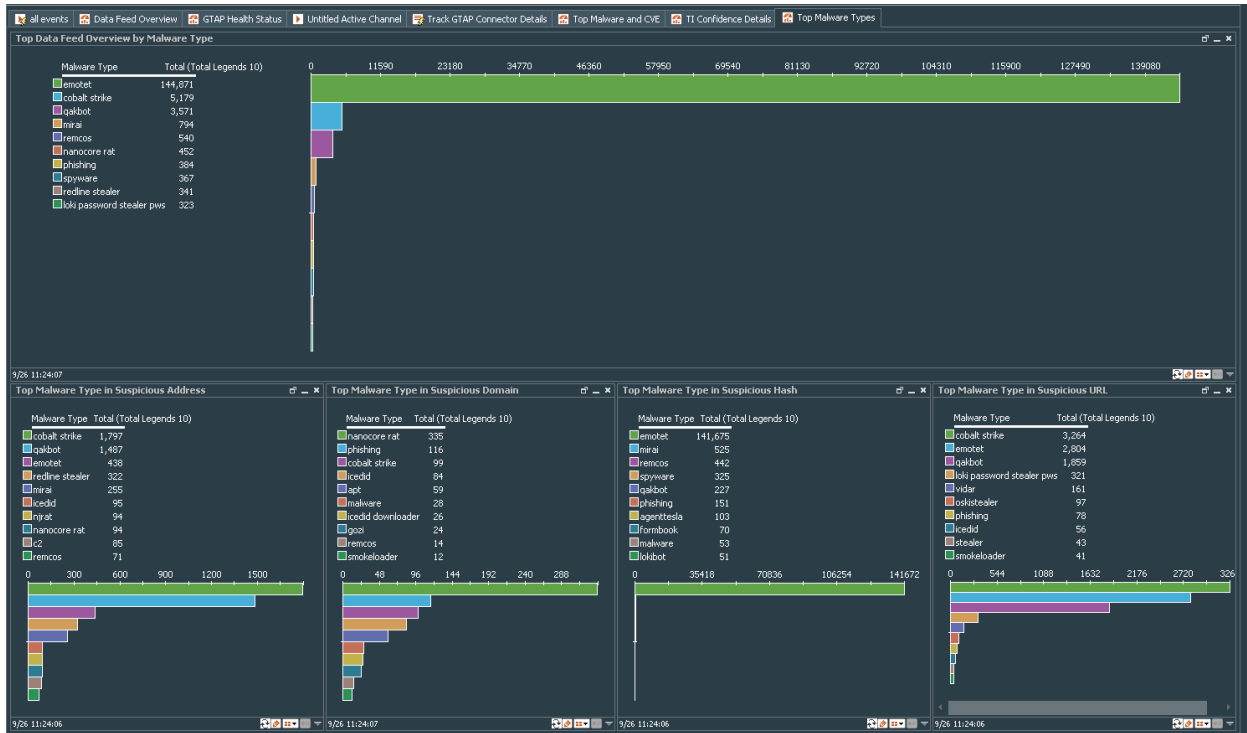 all events Data Feed Overview GTAP Health Status Untitled Active Channel Track GTAP Connector Details Top Malware and CVE TI Confidence Details Top Malware Types
Top Data Feed Overview by Malware Type
Malware Type Total (Total Legends 10)
0 11590 23180 34770 46360 57950 69540 81130 92720 104310 115900 127490 139080
emotet 144,871
cobalt strike 5,179
qakbot 3,571
mirai 794
remcos 540
nanocore rat 452
phishing 384
spyware 367
redline stealer 341
loki password stealer pws 323
9/26 11:24:07
Top Malware Type in Suspicious Address
Malware Type Total (Total Legends 10)
cobalt strike 1,797
qakbot 1,487
emotet 438
redline stealer 322
mirai 255
icedid 95
njrat 94
nanocore rat 94
c2 85
remcos 71
0 300 600 900 1200 1500
9/26 11:24:06
Top Malware Type in Suspicious Domain
Malware Type Total (Total Legends 10)
nanocore rat 335
phishing 116
cobalt strike 99
icedid 84
apt 59
malware 28
icedid downloader 26
gozi 24
remcos 14
smokeloader 12
0 48 96 144 192 240 288
9/26 11:24:07
Top Malware Type in Suspicious Hash
Malware Type Total (Total Legends 10)
emotet 141,675
mirai 525
remcos 442
spyware 325
qakbot 227
phishing 151
agenttesla 103
formbook 70
malware 53
lokibot 51
0 35418 70836 106254 141672
9/26 11:24:06
Top Malware Type in Suspicious URL
Malware Type Total (Total Legends 10)
cobalt strike 3,264
emotet 2,804
qakbot 1,859
loki password stealer pws 321
vidar 161
oskistealer 97
phishing 78
icedid 56
stealer 43
smokeloader 41
0 544 1088 1632 2176 2720 326
9/26 11:24:06